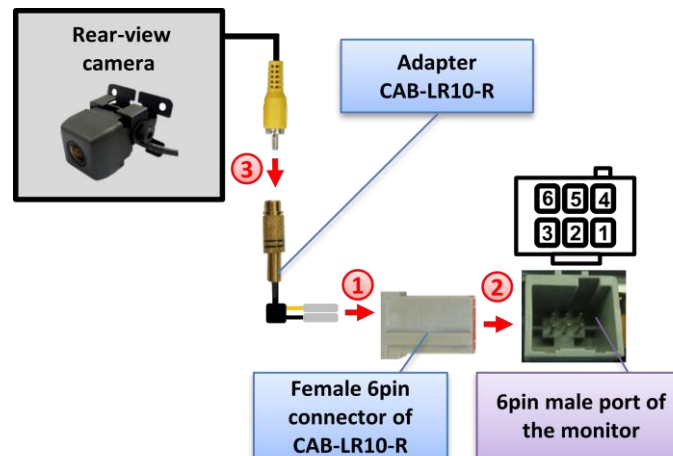 Rear-view
camera
Adapter
CAB-LR10-R
3
6 5 4
3 2 1
1
2
Female 6pin
connector of
CAB-LR10-R
6pin male port of
the monitor